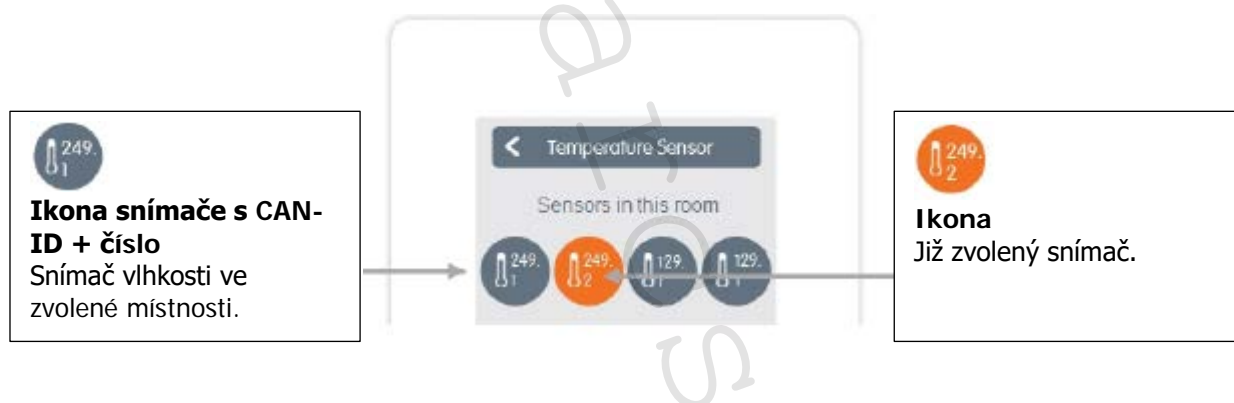 249.
1
Ikona snímače s CAN-
ID + číslo
Snímač vlhkosti ve
zvolené místnosti.
Temperature Sensor
Sensors in this room
249.
1
249.
2
129.
1
129.
1
249.
2
Ikona
Již zvolený snímač.